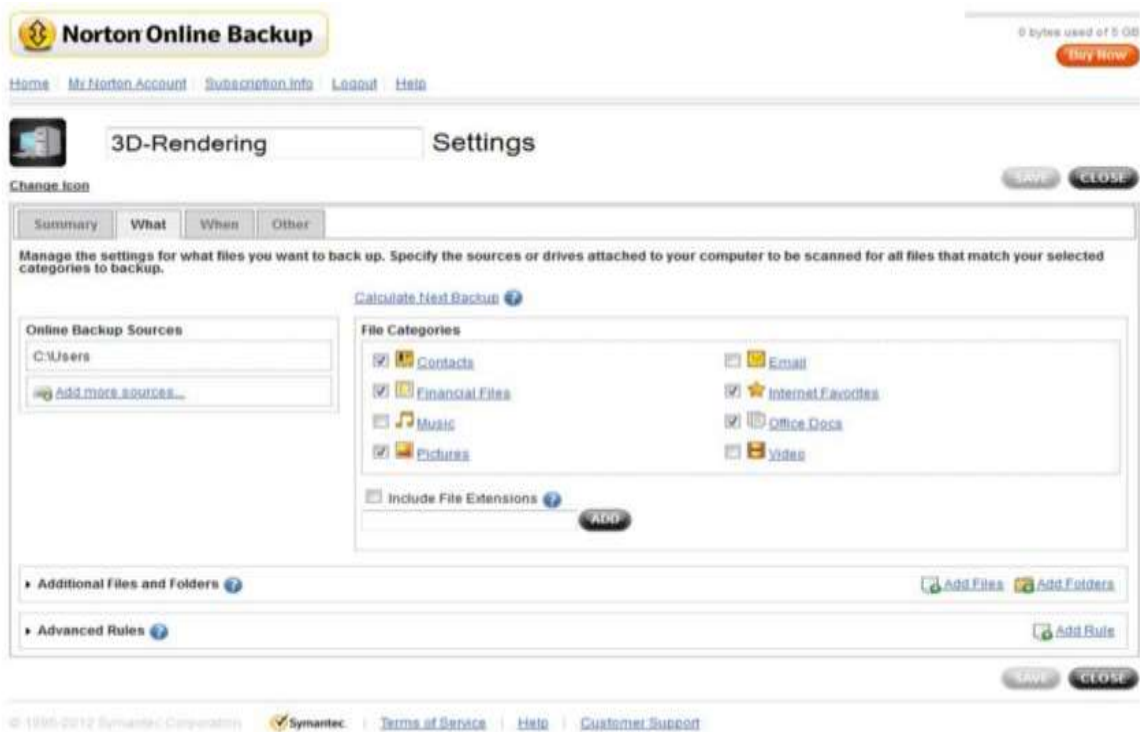 Norton Online Backup
0 bytes used of 5 GB
Buy Now
Home My Norton Account Subscription Info Logout Help
3D-Rendering Settings
Change Icon
SAVE CLOSE
Summary What When Other
Manage the settings for what files you want to back up. Specify the sources or drives attached to your computer to be scanned for all files that match your selected
categories to backup.
Calculate Next Backup ?
Online Backup Sources
C:\Users
Add more sources...
File Categories
Contacts Email
Financial Files Internet Favorites
Music Office Docs
Pictures Video
Include File Extensions ?
ADD
Additional Files and Folders ? Add Files Add Folders
Advanced Rules ? Add Rule
SAVE CLOSE
© 1995-2012 Symantec Corporation Symantec. | Terms of Service | Help | Customer Support